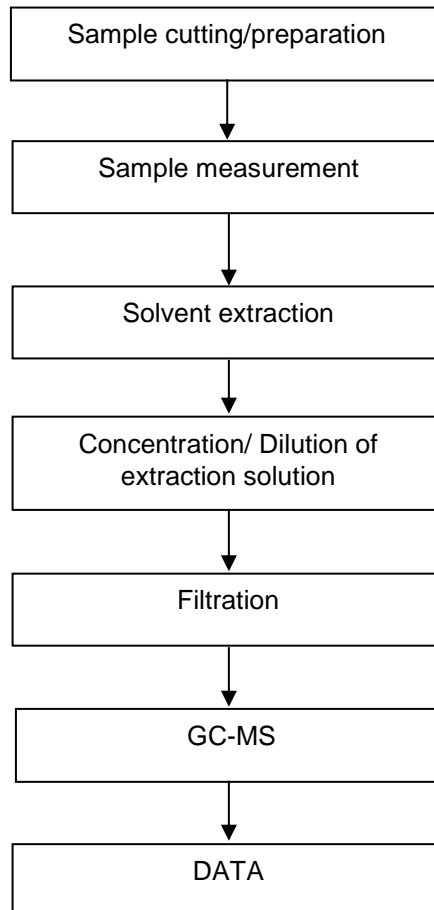 Sample cutting/preparation
Sample measurement
Solvent extraction
Concentration/ Dilution of
extraction solution
Filtration
GC-MS
DATA